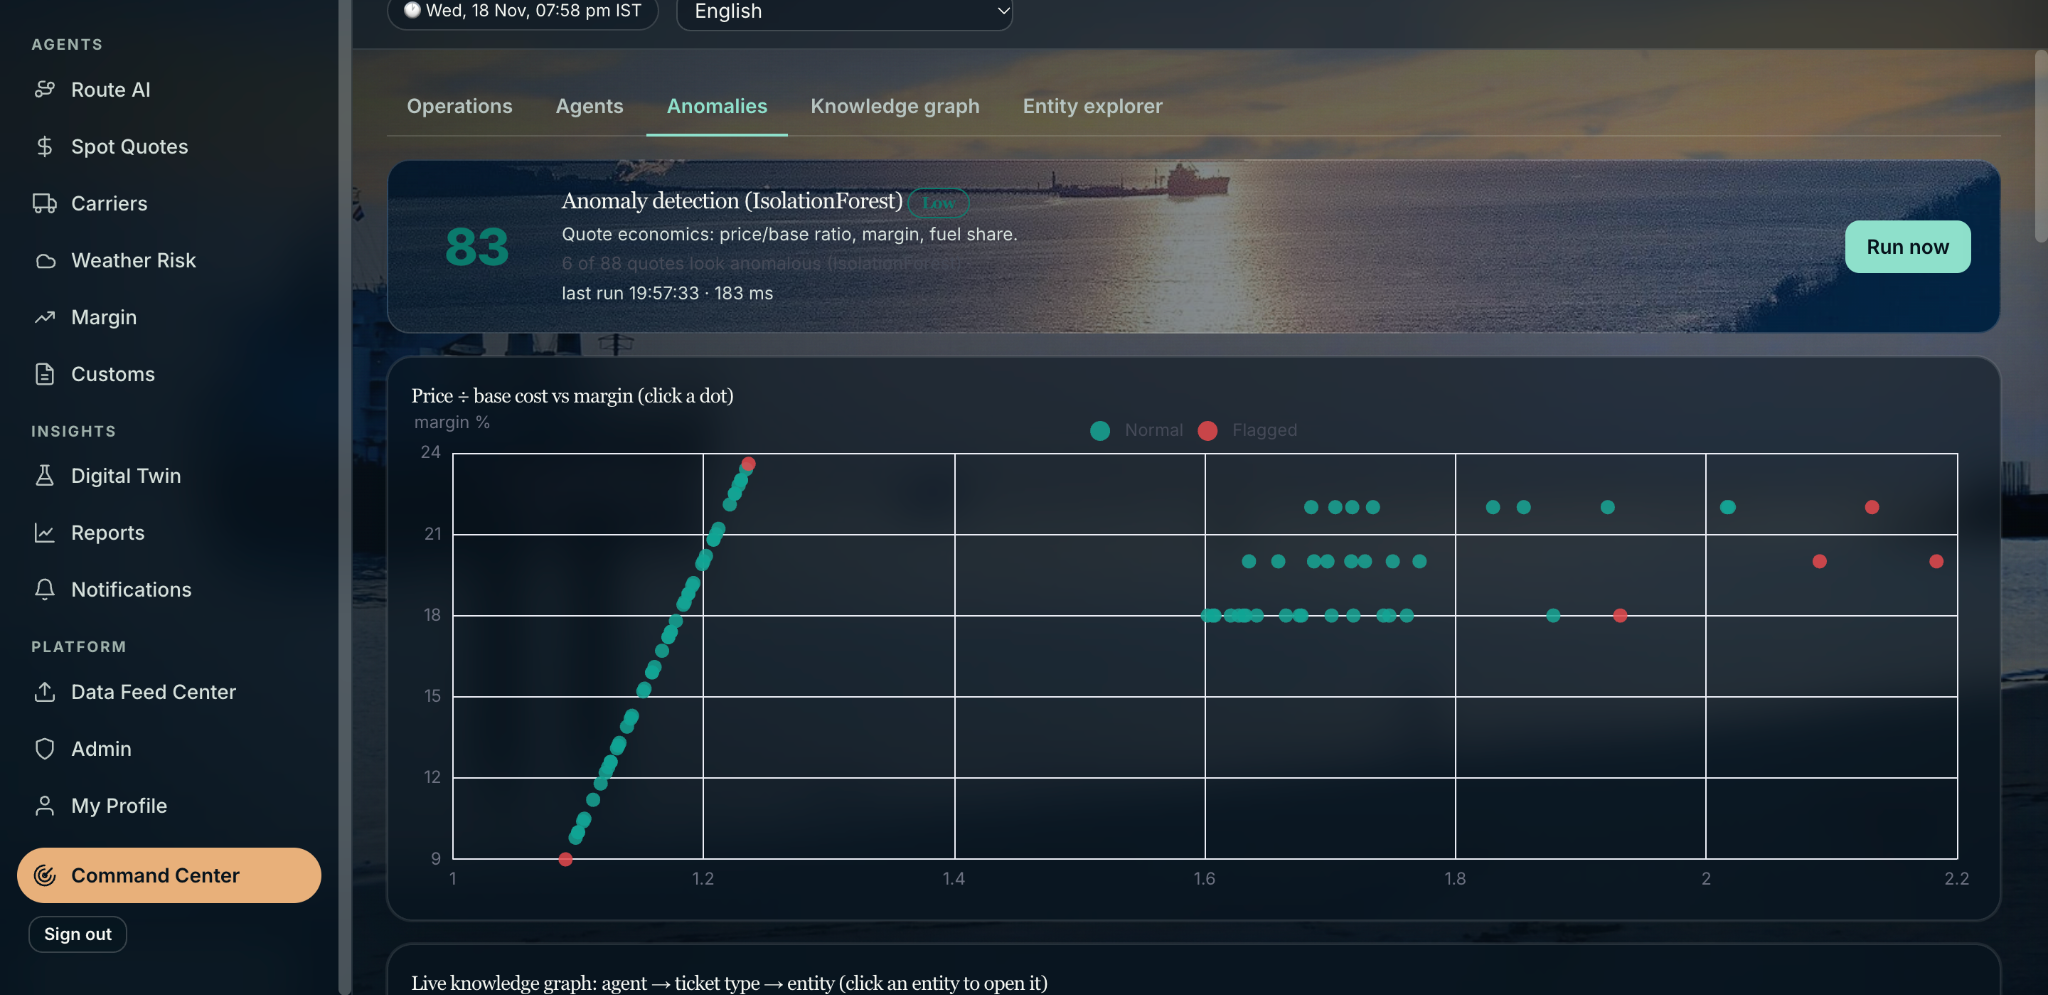 AGENTS
Route AI
Spot Quotes
Carriers
Weather Risk
Margin
Customs
INSIGHTS
Digital Twin
Reports
Notifications
PLATFORM
Data Feed Center
Admin
My Profile
Command Center
Sign out
Wed, 18 Nov, 07:58 pm IST
English
Operations
Agents
Anomalies
Knowledge graph
Entity explorer
83
Anomaly detection (IsolationForest) Low
Quote economics: price/base ratio, margin, fuel share.
6 of 88 quotes look anomalous (IsolationForest)
last run 19:57:33 · 183 ms
Run now
Price ÷ base cost vs margin (click a dot)
margin %
Normal
Flagged
24
21
18
15
12
9
1
1.2
1.4
1.6
1.8
2
2.2
Live knowledge graph: agent → ticket type → entity (click an entity to open it)